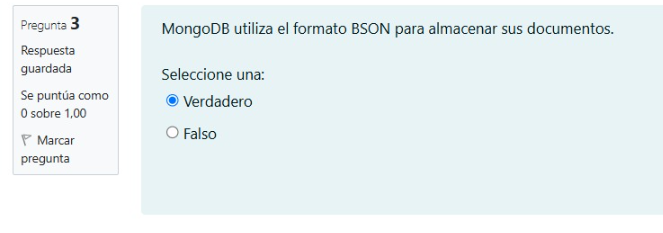 Pregunta 3
Respuesta
guardada
Se puntúa como
0 sobre 1,00
Marcar
pregunta
MongoDB utiliza el formato BSON para almacenar sus documentos.
Seleccione una:
Verdadero
Falso